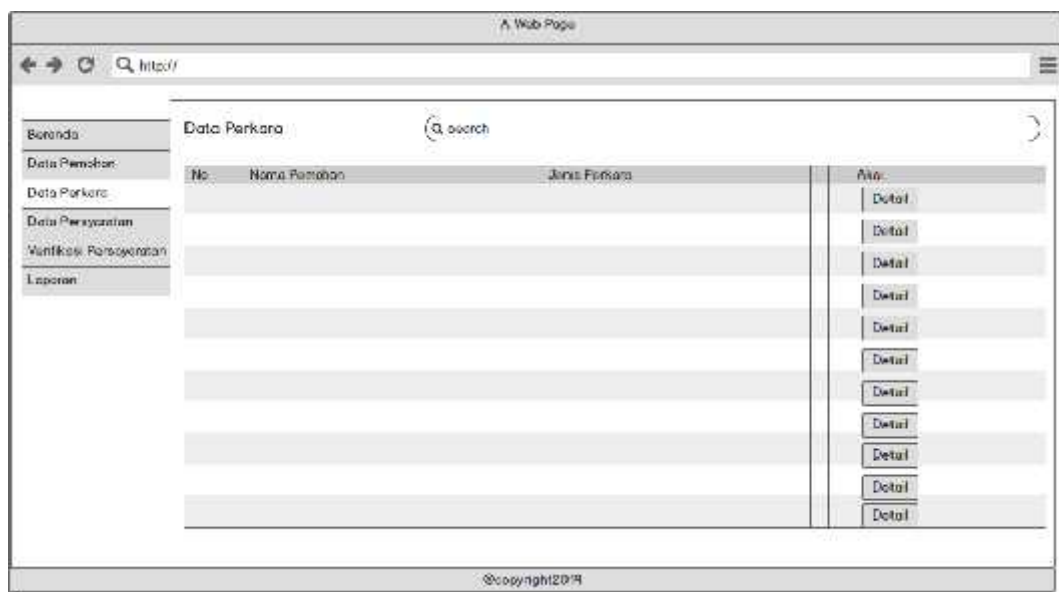 A Web Page
http://
Data Perkara
search
Beranda
Data Pemohon
Data Perkara
Data Persyaratan
Verifikasi Persayaratan
Laporan
No Nama Pemohon Jenis Perkara Aksi
Detail
Detail
Detail
Detail
Detail
Detail
Detail
Detail
Detail
Detail
Detail
@copyright2019